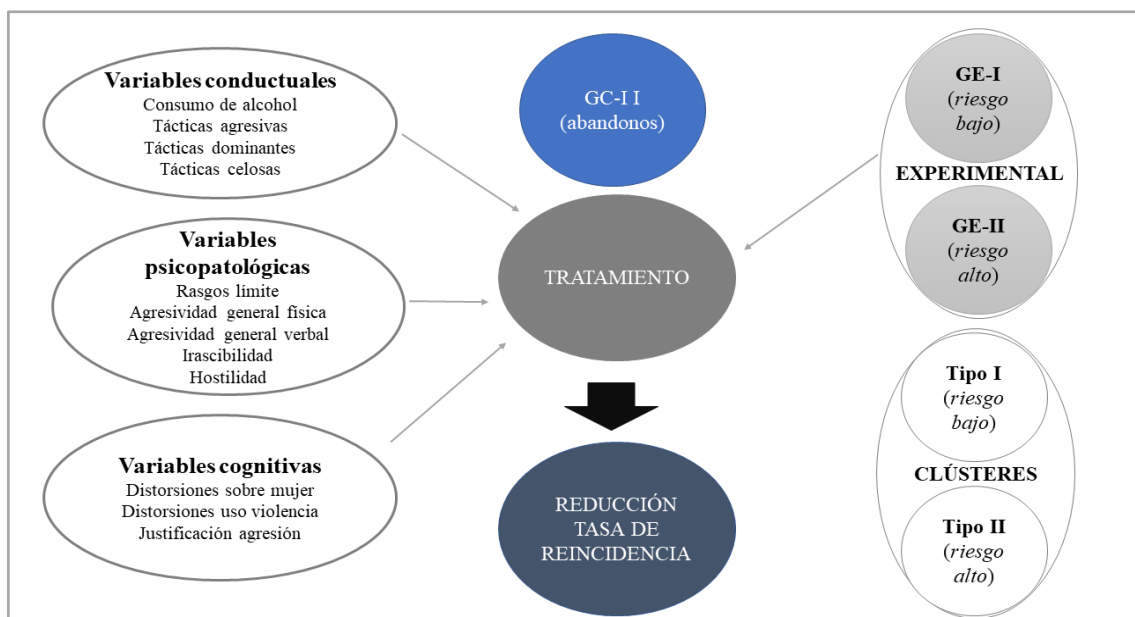 Variables conductuales
Consumo de alcohol
Tácticas agresivas
Tácticas dominantes
Tácticas celosas
Variables
psicopatológicas
Rasgos límite
Agresividad general física
Agresividad general verbal
Irascibilidad
Hostilidad
Variables cognitivas
Distorsiones sobre mujer
Distorsiones uso violencia
Justificación agresión
GC-I I
(abandonos)
TRATAMIENTO
REDUCCIÓN
TASA DE
REINCIDENCIA
GE-I
(riesgo
bajo)
EXPERIMENTAL
GE-II
(riesgo
alto)
Tipo I
(riesgo
bajo)
CLÚSTERES
Tipo II
(riesgo
alto)